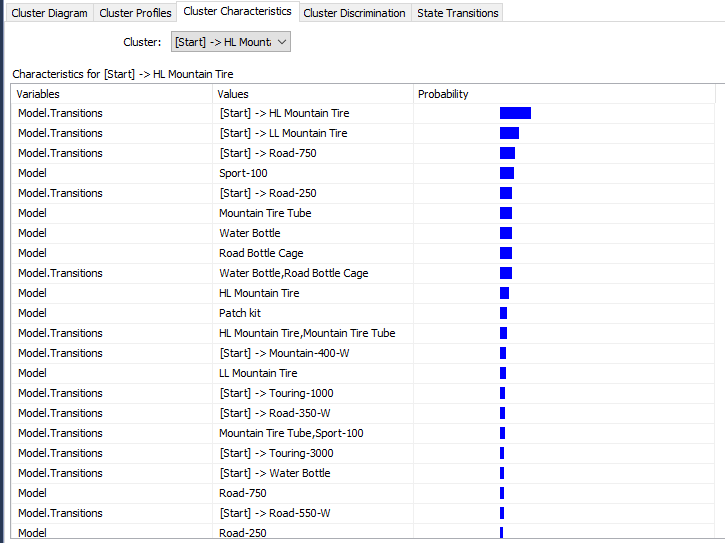 Cluster Diagram Cluster Profiles Cluster Characteristics Cluster Discrimination State Transitions
Cluster: [Start] -> HL Mount
Characteristics for [Start] -> HL Mountain Tire
Variables Values Probability
Model.Transitions [Start] -> HL Mountain Tire
Model.Transitions [Start] -> LL Mountain Tire
Model.Transitions [Start] -> Road-750
Model Sport-100
Model.Transitions [Start] -> Road-250
Model Mountain Tire Tube
Model Water Bottle
Model Road Bottle Cage
Model.Transitions Water Bottle,Road Bottle Cage
Model HL Mountain Tire
Model Patch kit
Model.Transitions HL Mountain Tire,Mountain Tire Tube
Model.Transitions [Start] -> Mountain-400-W
Model LL Mountain Tire
Model.Transitions [Start] -> Touring-1000
Model.Transitions [Start] -> Road-350-W
Model.Transitions Mountain Tire Tube,Sport-100
Model.Transitions [Start] -> Touring-3000
Model.Transitions [Start] -> Water Bottle
Model Road-750
Model.Transitions [Start] -> Road-550-W
Model Road-250